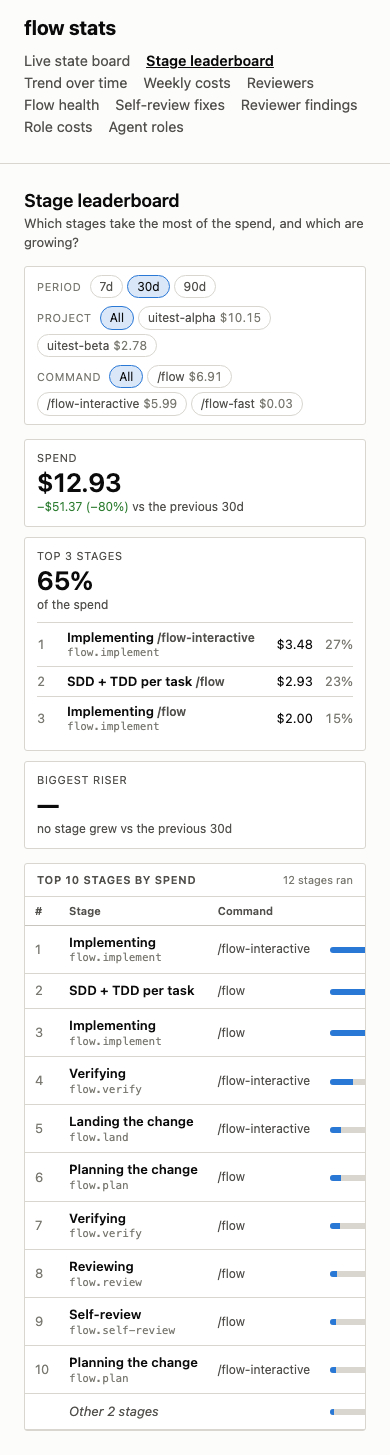 flow stats
Live state board Stage leaderboard
Trend over time Weekly costs Reviewers
Flow health Self-review fixes Reviewer findings
Role costs Agent roles
Stage leaderboard
Which stages take the most of the spend, and which are
growing?
PERIOD 7d 30d 90d
PROJECT All uitest-alpha $10.15
uitest-beta $2.78
COMMAND All /flow $6.91
/flow-interactive $5.99 /flow-fast $0.03
SPEND
$12.93
−$51.37 (−80%) vs the previous 30d
TOP 3 STAGES
65%
of the spend
1 Implementing /flow-interactive $3.48 27%
flow.implement
2 SDD + TDD per task /flow $2.93 23%
3 Implementing /flow $2.00 15%
flow.implement
BIGGEST RISER
—
no stage grew vs the previous 30d
TOP 10 STAGES BY SPEND 12 stages ran
# Stage Command
1 Implementing /flow-interactive
flow.implement
2 SDD + TDD per task /flow
3 Implementing /flow
flow.implement
4 Verifying /flow-interactive
flow.verify
5 Landing the change /flow-interactive
flow.land
6 Planning the change /flow
flow.plan
7 Verifying /flow
flow.verify
8 Reviewing /flow
flow.review
9 Self-review /flow
flow.self-review
10 Planning the change /flow-interactive
flow.plan
Other 2 stages